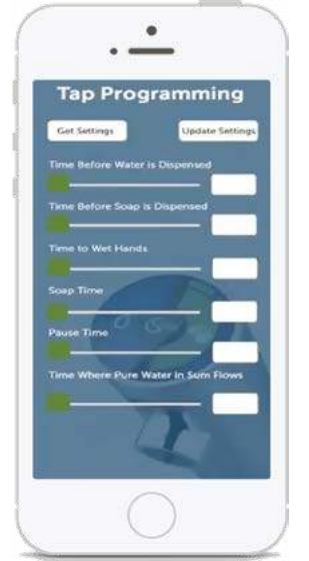 Tap Programming
Get Settings
Update Settings
Time Before Water is Dispensed
Time Before Soap is Dispensed
Time to Wet Hands
Soap Time
Pause Time
Time Where Pure Water in Sum Flows